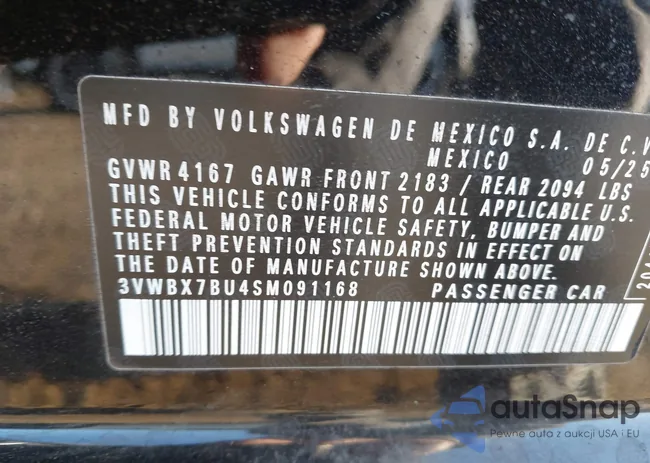 MFD BY VOLKSWAGEN DE MEXICO S.A. DE C.V
MEXICO 05/25
GVWR 4167 GAWR FRONT 2183 / REAR 2094 LBS
THIS VEHICLE CONFORMS TO ALL APPLICABLE U.S.
FEDERAL MOTOR VEHICLE SAFETY, BUMPER AND
THEFT PREVENTION STANDARDS IN EFFECT ON
THE DATE OF MANUFACTURE SHOWN ABOVE.
3VWBX7BU4SM091168 PASSENGER CAR
autaSnap
Pewne auta z aukcji USA i EU